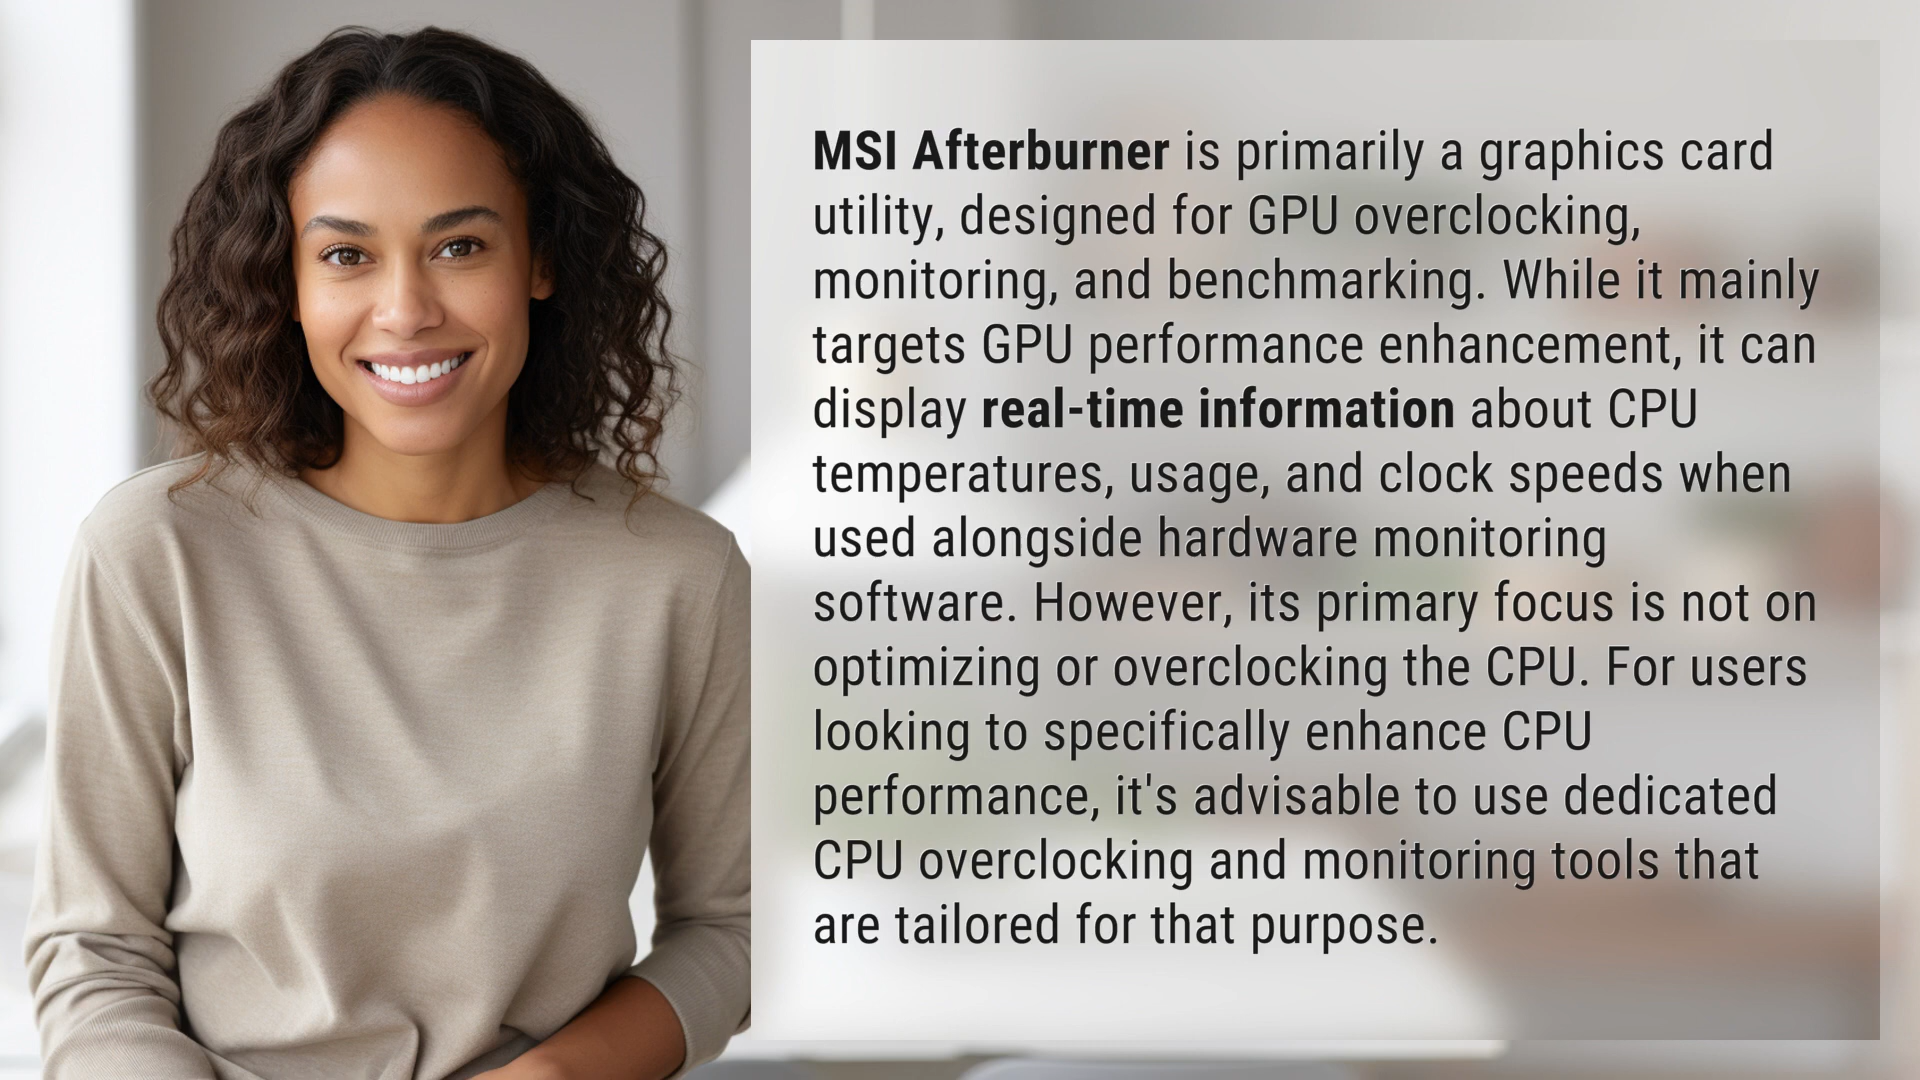 MSI Afterburner is primarily a graphics card
utility, designed for GPU overclocking,
monitoring, and benchmarking. While it mainly
targets GPU performance enhancement, it can
display real-time information about CPU
temperatures, usage, and clock speeds when
used alongside hardware monitoring
software. However, its primary focus is not on
optimizing or overclocking the CPU. For users
looking to specifically enhance CPU
performance, it's advisable to use dedicated
CPU overclocking and monitoring tools that
are tailored for that purpose.